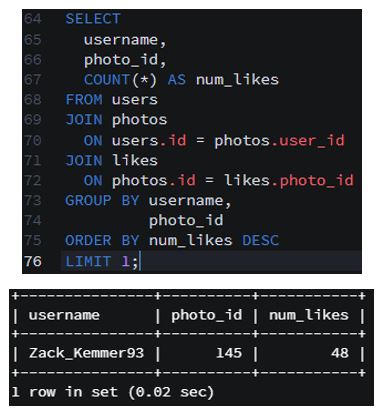 64 SELECT
65   username,
66   photo_id,
67   COUNT(*) AS num_likes
68 FROM users
69 JOIN photos
70   ON users.id = photos.user_id
71 JOIN likes
72   ON photos.id = likes.photo_id
73 GROUP BY username,
74          photo_id
75 ORDER BY num_likes DESC
76 LIMIT 1;
+---------------+----------+-----------+
| username      | photo_id | num_likes |
+---------------+----------+-----------+
| Zack_Kemmer93 |      145 |        48 |
+---------------+----------+-----------+
1 row in set (0.02 sec)